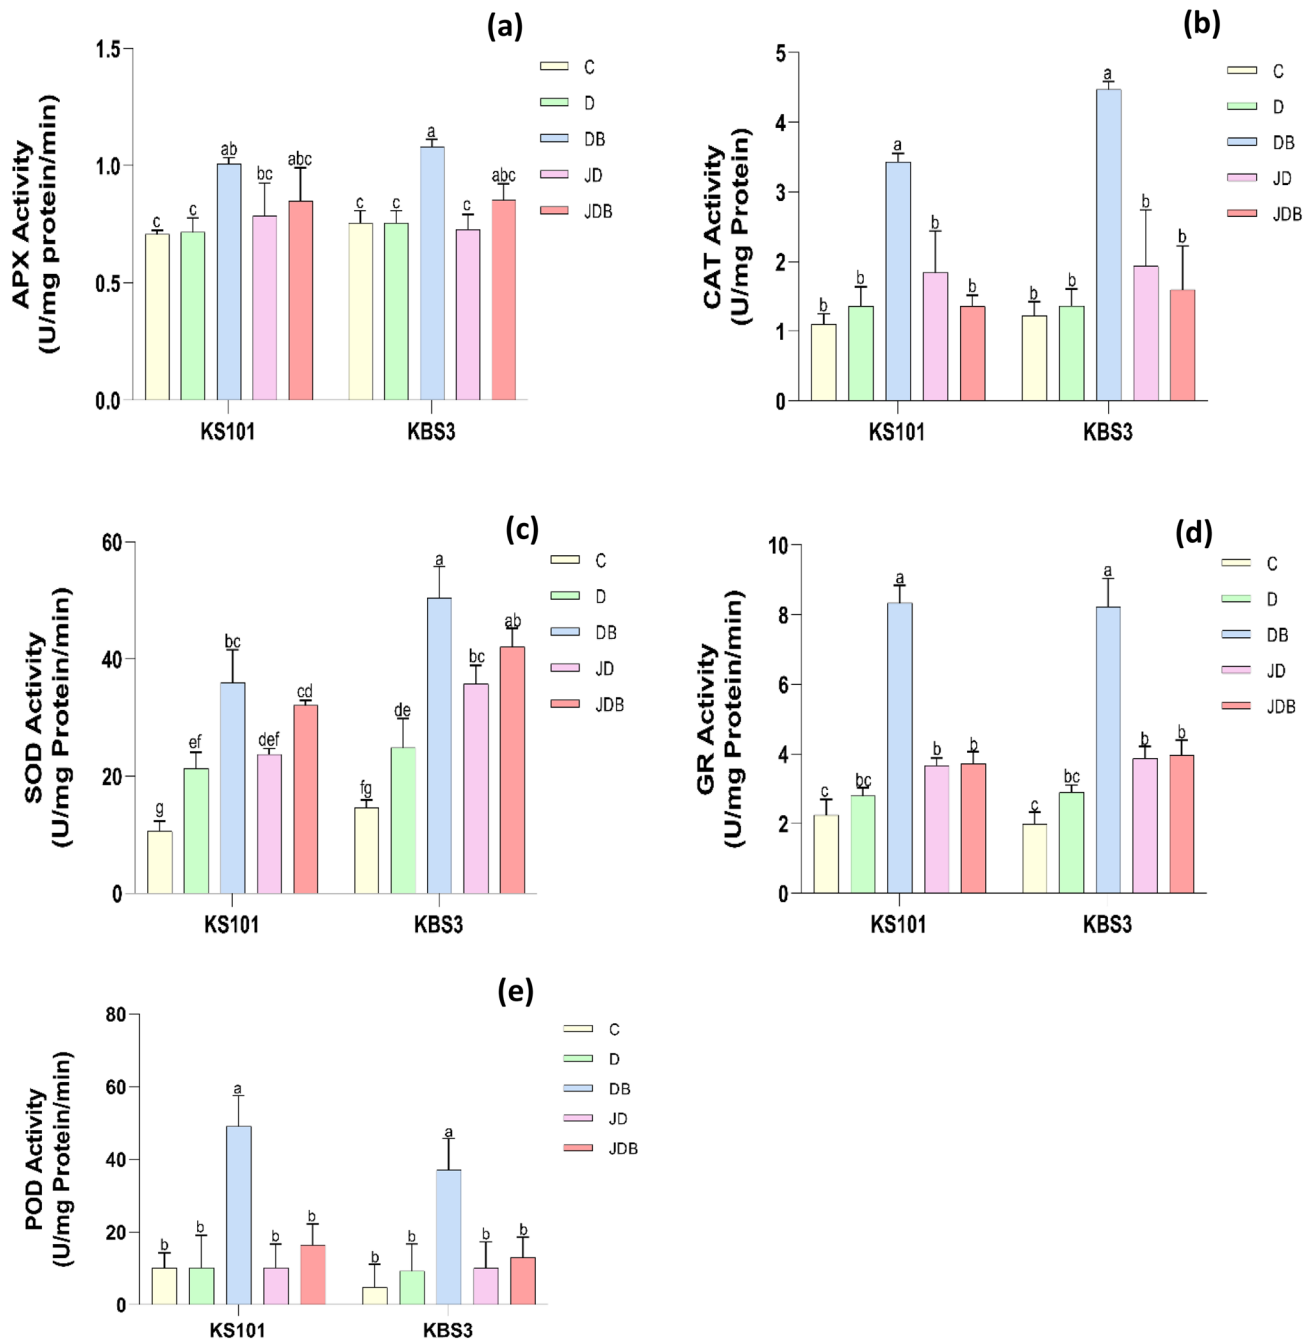 (a)
1.5
1.0
0.5
0.0
APX Activity
(U/mg protein/min)
c c ab bc abc
c c a c abc
KS101 KBS3
C
D
DB
JD
JDB
(b)
5
4
3
2
1
0
CAT Activity
(U/mg Protein)
b b a b b
b b a b b
KS101 KBS3
C
D
DB
JD
JDB
(c)
60
40
20
0
SOD Activity
(U/mg Protein/min)
g ef bc def cd
fg de a bc ab
KS101 KBS3
C
D
DB
JD
JDB
(d)
10
8
6
4
2
0
GR Activity
(U/mg Protein/min)
c bc a b b
c bc a b b
KS101 KBS3
C
D
DB
JD
JDB
(e)
80
60
40
20
0
POD Activity
(U/mg Protein/min)
b b a b b
b b a b b
KS101 KBS3
C
D
DB
JD
JDB